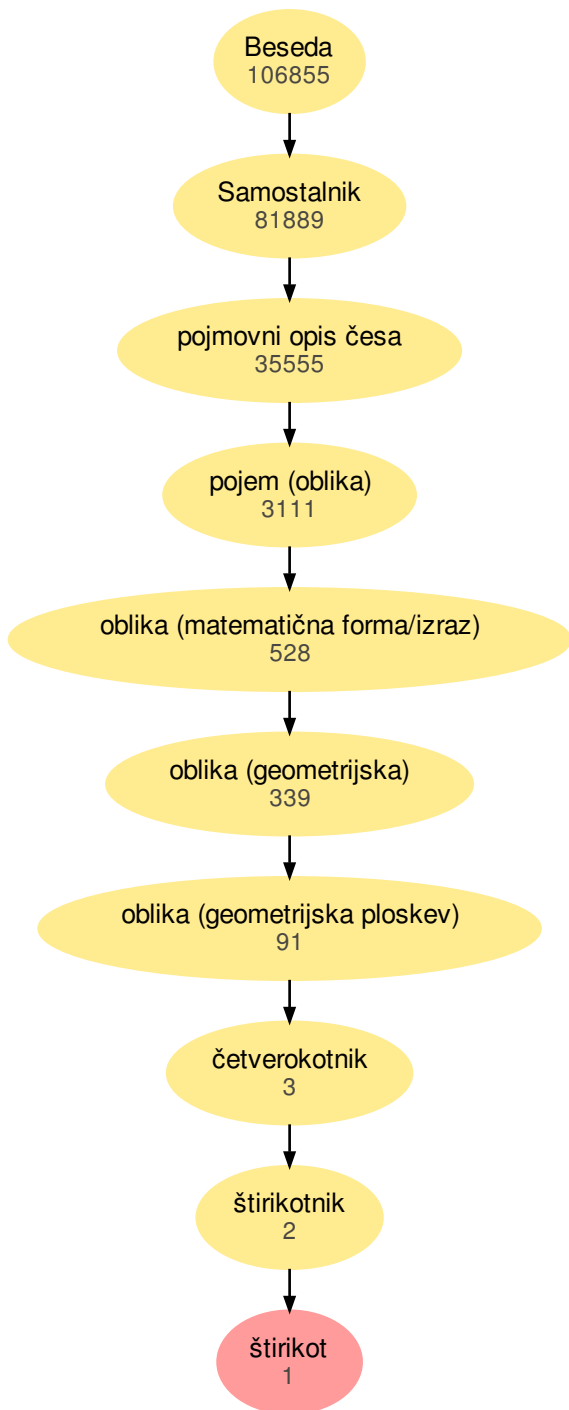 Beseda
106855
Samostalnik
81889
pojmovni opis česa
35555
pojem (oblika)
3111
oblika (matematična forma/izraz)
528
oblika (geometrijska)
339
oblika (geometrijska ploskev)
91
četverokotnik
3
štirikotnik
2
štirikot
1